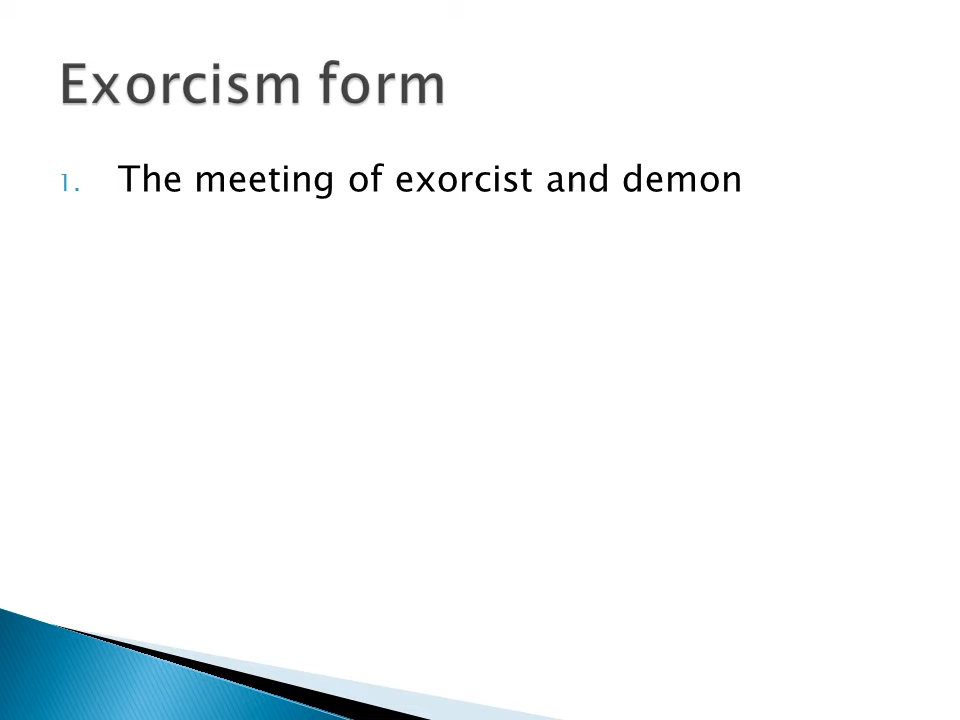 Exorcism form
1. The meeting of exorcist and demon